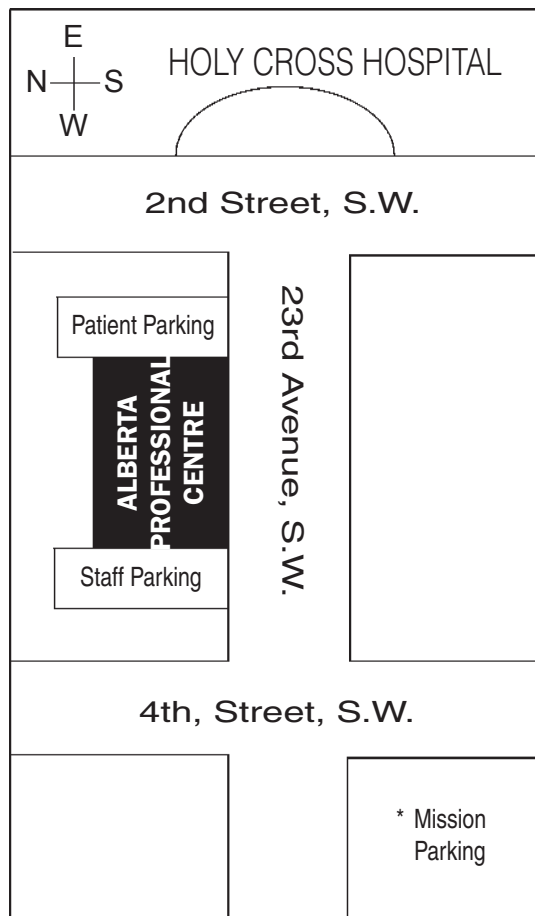 E
N S
W
HOLY CROSS HOSPITAL
2nd Street, S.W.
23rd Avenue, S.W.
Patient Parking
ALBERTA
PROFESSIONAL
CENTRE
Staff Parking
4th, Street, S.W.
* Mission
Parking